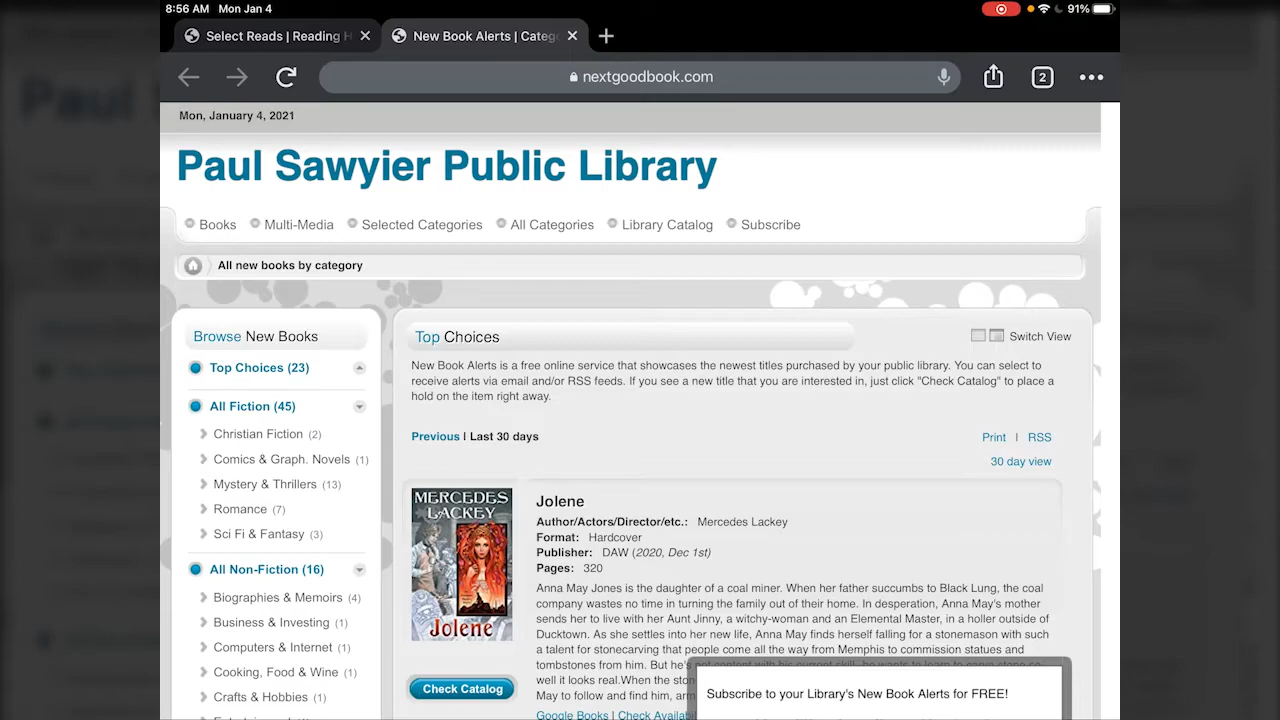 8:56 AM Mon Jan 4
91%
Select Reads | Reading H
New Book Alerts | Categ
nextgoodbook.com
2
Mon, January 4, 2021
Paul Sawyier Public Library
Books
Multi-Media
Selected Categories
All Categories
Library Catalog
Subscribe
All new books by category
Browse New Books
Top Choices (23)
All Fiction (45)
Christian Fiction (2)
Comics & Graph. Novels (1)
Mystery & Thrillers (13)
Romance (7)
Sci Fi & Fantasy (3)
All Non-Fiction (16)
Biographies & Memoirs (4)
Business & Investing (1)
Computers & Internet (1)
Cooking, Food & Wine (1)
Crafts & Hobbies (1)
Top Choices
Switch View
New Book Alerts is a free online service that showcases the newest titles purchased by your public library. You can select to
receive alerts via email and/or RSS feeds. If you see a new title that you are interested in, just click "Check Catalog" to place a
hold on the item right away.
Previous | Last 30 days
Print | RSS
30 day view
MERCEDES
LACKEY
Jolene
Check Catalog
Jolene
Author/Actors/Director/etc.: Mercedes Lackey
Format: Hardcover
Publisher: DAW (2020, Dec 1st)
Pages: 320
Anna May Jones is the daughter of a coal miner. When her father succumbs to Black Lung, the coal
company wastes no time in turning the family out of their home. In desperation, Anna May's mother
sends her to live with her Aunt Jinny, a witchy-woman and an Elemental Master, in a holler outside of
Ducktown. As she settles into her new life, Anna May finds herself falling for a stonemason with such
a talent for stonecarving that people come all the way from Memphis to commission statues and
tombstones from him. But he's not content with his current skill, he wants to learn to carve stone so
well it looks real.When the ston
May to follow and find him, arm
Google Books | Check Availab
Subscribe to your Library's New Book Alerts for FREE!